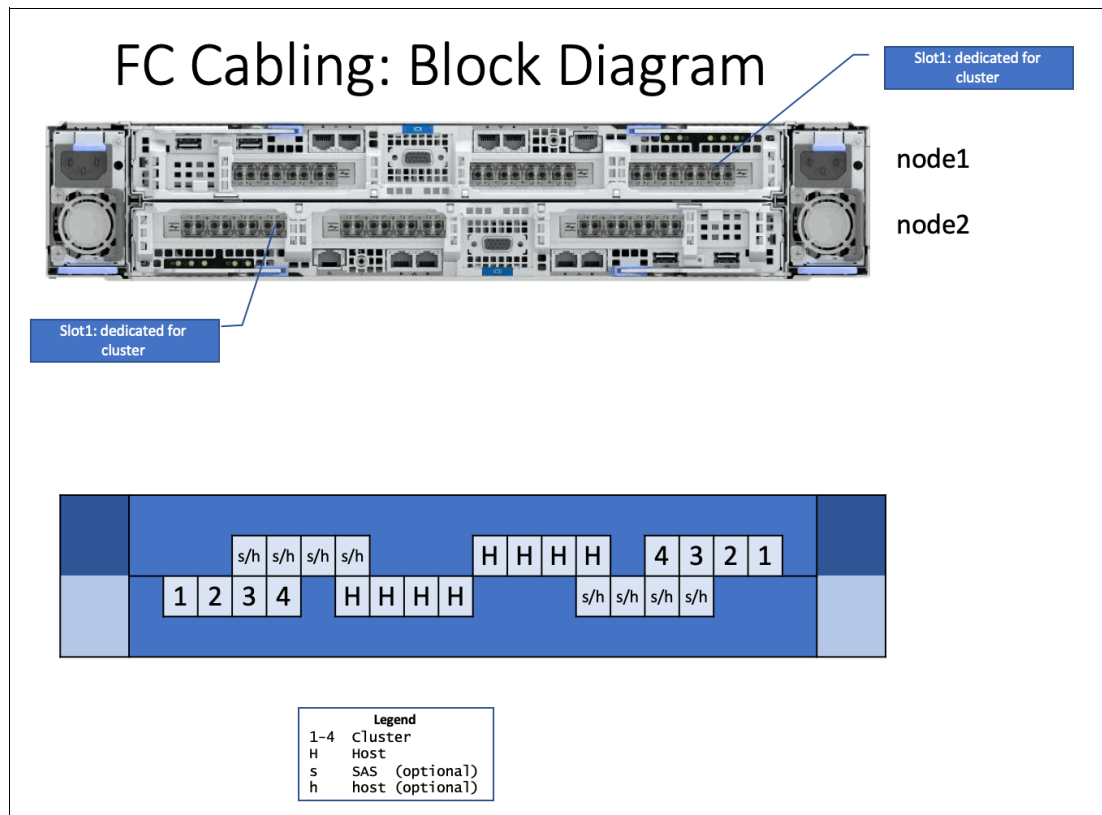 FC Cabling: Block Diagram
Slot1: dedicated for
cluster
node1
node2
Slot1: dedicated for
cluster
s/h s/h s/h s/h H H H H 4 3 2 1
1 2 3 4 H H H H s/h s/h s/h s/h
Legend
1-4 Cluster
H Host
s SAS (optional)
h host (optional)